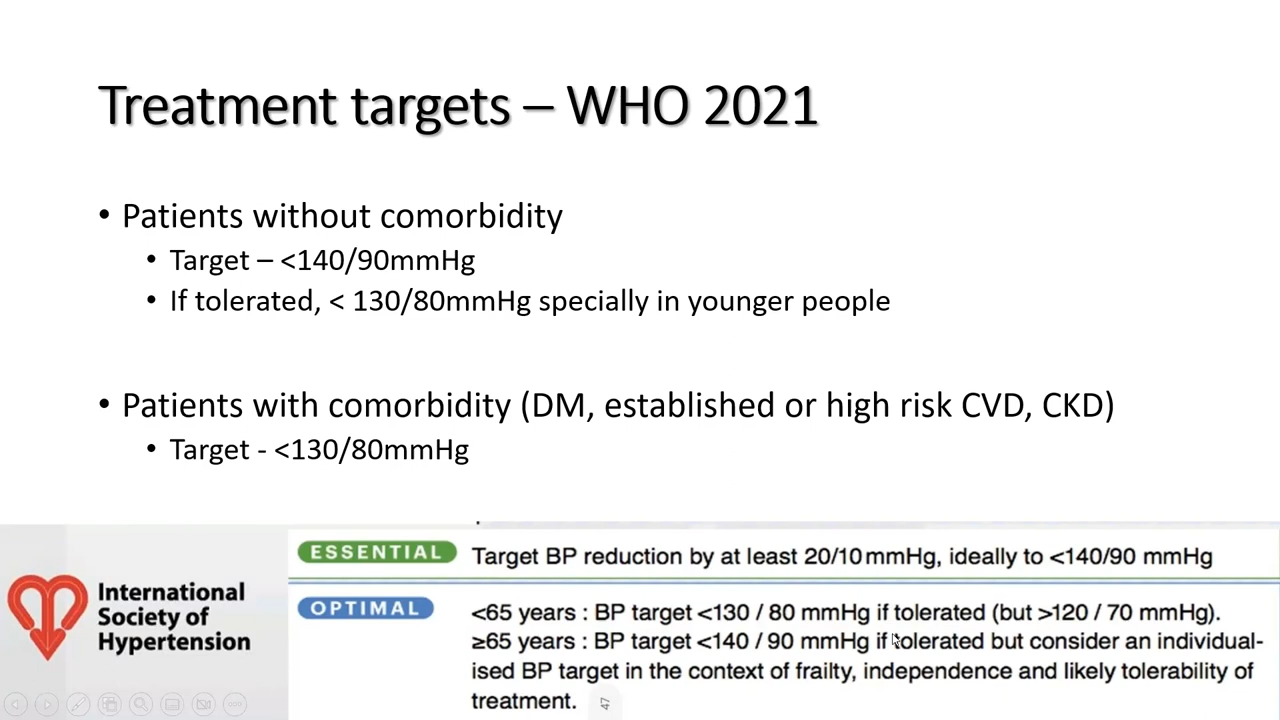 Treatment targets – WHO 2021
• Patients without comorbidity
• Target – <140/90mmHg
• If tolerated, < 130/80mmHg specially in younger people
• Patients with comorbidity (DM, established or high risk CVD, CKD)
• Target - <130/80mmHg
International
Society of
Hypertension
ESSENTIAL
Target BP reduction by at least 20/10 mmHg, ideally to <140/90 mmHg
OPTIMAL
<65 years : BP target <130 / 80 mmHg if tolerated (but >120 / 70 mmHg).
≥65 years : BP target <140 / 90 mmHg if tolerated but consider an individual-
ised BP target in the context of frailty, independence and likely tolerability of
treatment.
47